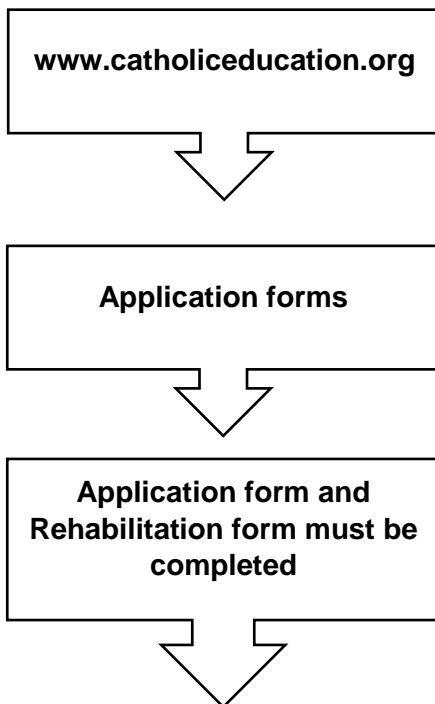 www.catholiceducation.org
Application forms
Application form and
Rehabilitation form must be
completed